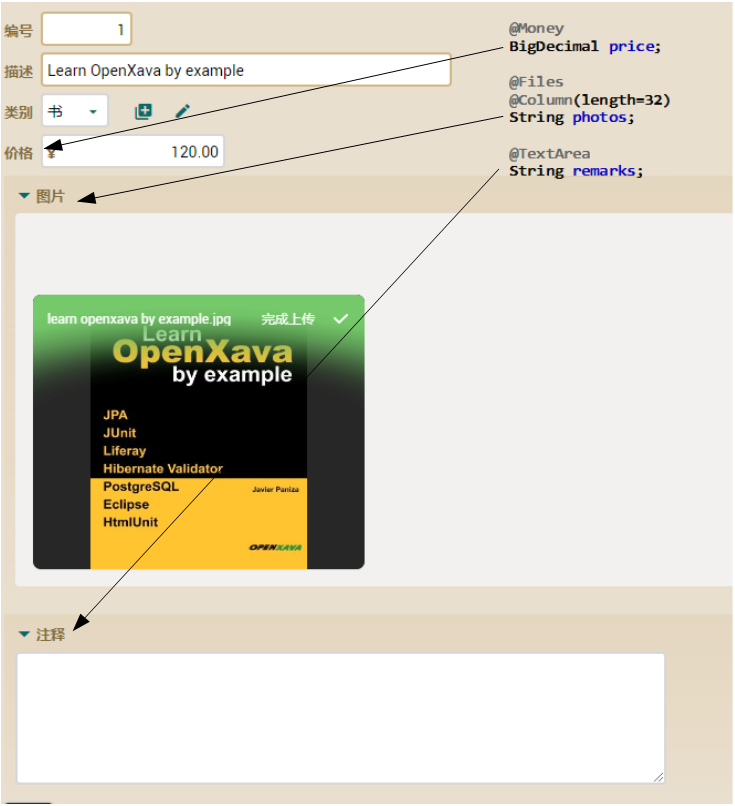 编号 1
描述 Learn OpenXava by example
类别 书
价格 ¥ 120.00
@Money
BigDecimal price;
@Files
@Column(length=32)
String photos;
@TextArea
String remarks;
图片
learn openxava by example.jpg 完成上传
Learn
OpenXava
by example
JPA
JUnit
Liferay
Hibernate Validator
PostgreSQL
Eclipse
HtmlUnit
Javier Paniza
OPENXAVA
注释